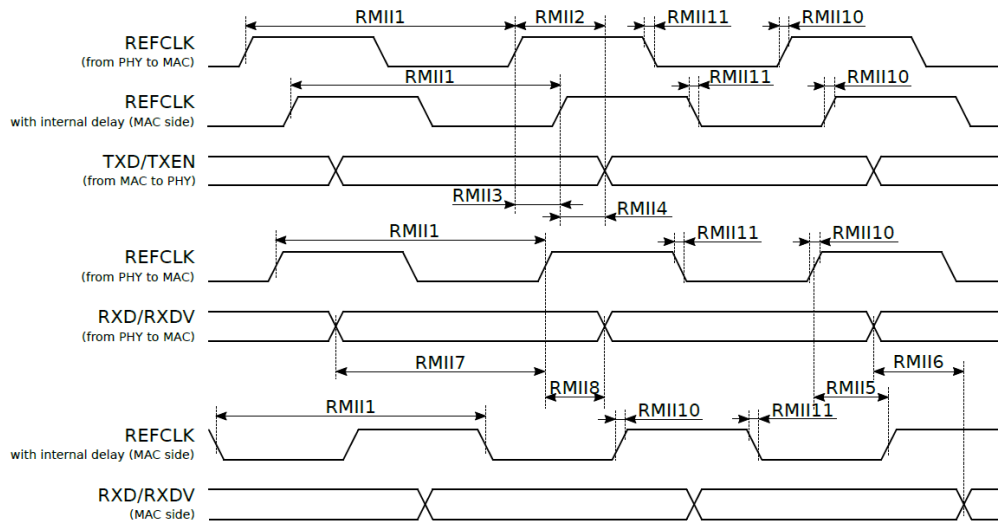 RMII1 RMII2 RMII11 RMII10
REFCLK
(from PHY to MAC)
RMII1 RMII11 RMII10
REFCLK
with internal delay (MAC side)
TXD/TXEN
(from MAC to PHY)
RMII3
RMII4
RMII1 RMII11 RMII10
REFCLK
(from PHY to MAC)
RXD/RXDV
(from PHY to MAC)
RMII7 RMII6
RMII8 RMII5
RMII1 RMII10 RMII11
REFCLK
with internal delay (MAC side)
RXD/RXDV
(MAC side)